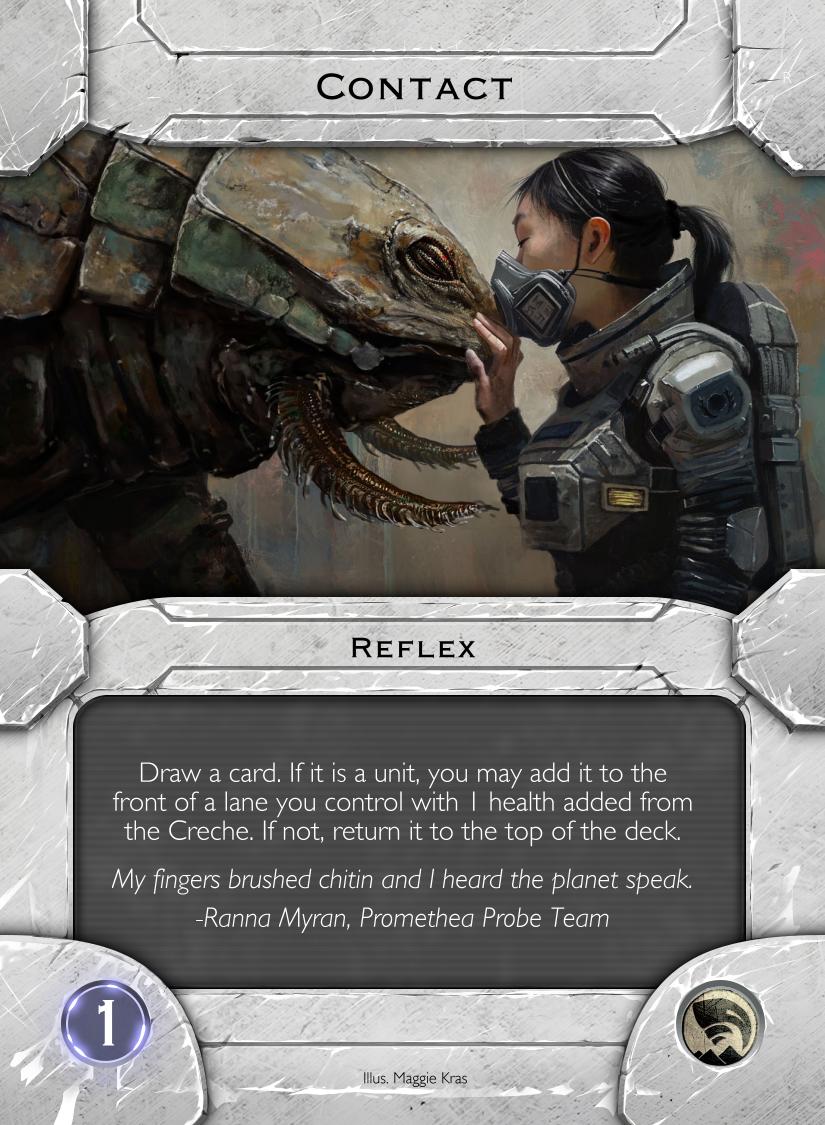 Contact
Reflex
Draw a card. If it is a unit, you may add it to the
front of a lane you control with 1 health added from
the Creche. If not, return it to the top of the deck.
My fingers brushed chitin and I heard the planet speak.
-Ranna Myran, Promethea Probe Team
1
Illus. Maggie Kras